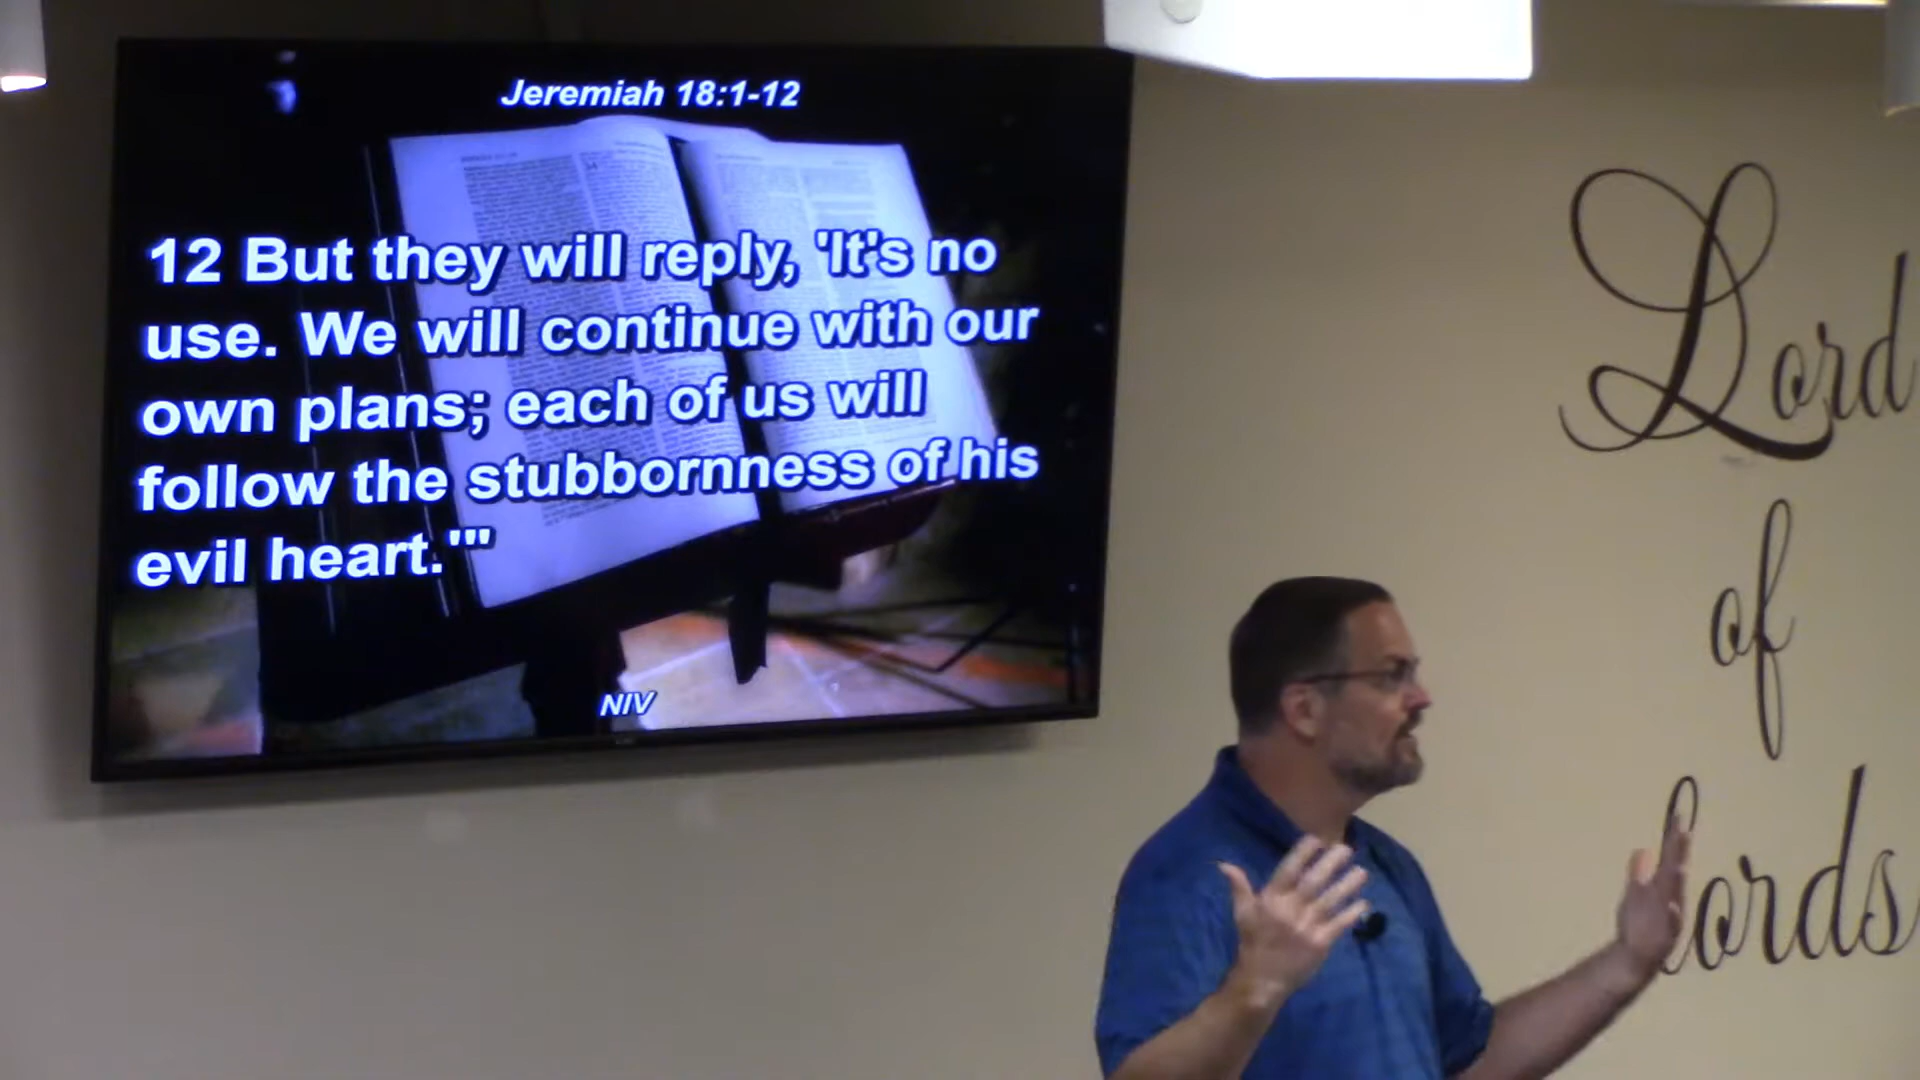 Jeremiah 18:1-12
12 But they will reply, 'It's no
use. We will continue with our
own plans; each of us will
follow the stubbornness of his
evil heart.'"
NIV
Lord
of
Lords